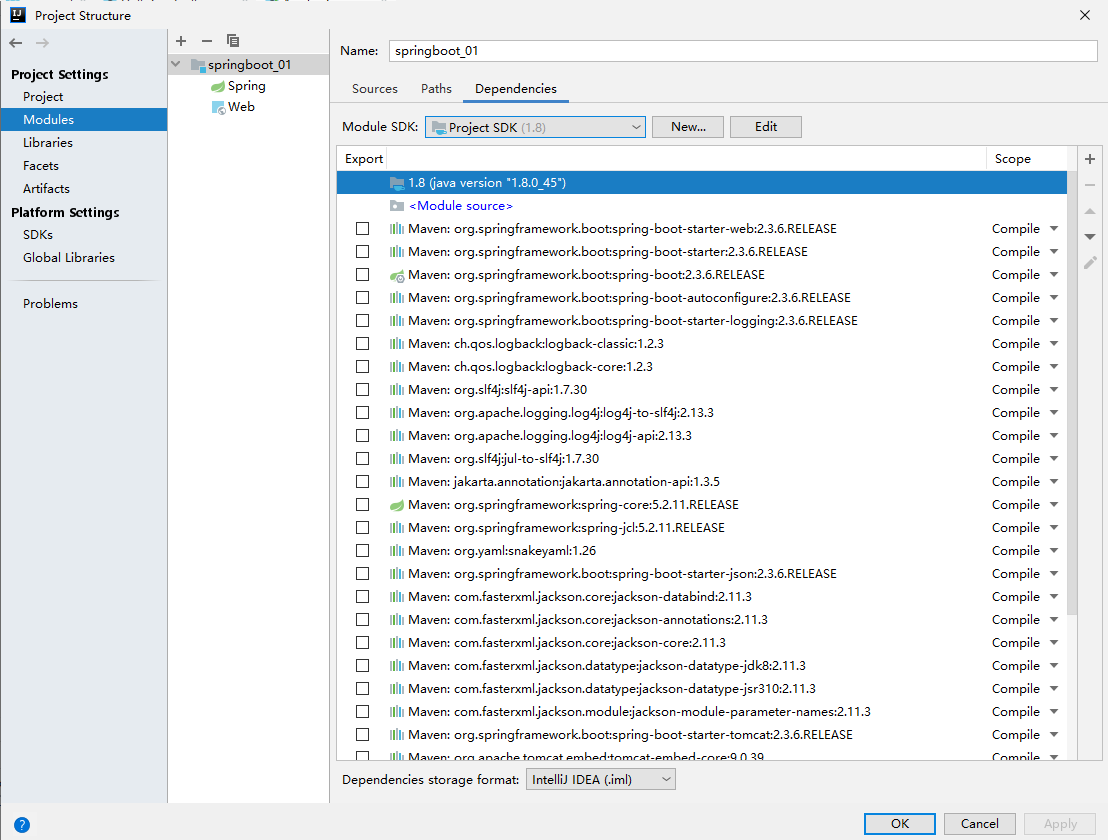 Project Structure
Project Settings
Project
Modules
Libraries
Facets
Artifacts
Platform Settings
SDKs
Global Libraries
Problems
springboot_01
Spring
Web
Name: springboot_01
Sources Paths Dependencies
Module SDK: Project SDK (1.8) New... Edit
Export Scope
1.8 (java version "1.8.0_45")
<Module source>
Maven: org.springframework.boot:spring-boot-starter-web:2.3.6.RELEASE Compile
Maven: org.springframework.boot:spring-boot-starter:2.3.6.RELEASE Compile
Maven: org.springframework.boot:spring-boot:2.3.6.RELEASE Compile
Maven: org.springframework.boot:spring-boot-autoconfigure:2.3.6.RELEASE Compile
Maven: org.springframework.boot:spring-boot-starter-logging:2.3.6.RELEASE Compile
Maven: ch.qos.logback:logback-classic:1.2.3 Compile
Maven: ch.qos.logback:logback-core:1.2.3 Compile
Maven: org.slf4j:slf4j-api:1.7.30 Compile
Maven: org.apache.logging.log4j:log4j-to-slf4j:2.13.3 Compile
Maven: org.apache.logging.log4j:log4j-api:2.13.3 Compile
Maven: org.slf4j:jul-to-slf4j:1.7.30 Compile
Maven: jakarta.annotation:jakarta.annotation-api:1.3.5 Compile
Maven: org.springframework:spring-core:5.2.11.RELEASE Compile
Maven: org.springframework:spring-jcl:5.2.11.RELEASE Compile
Maven: org.yaml:snakeyaml:1.26 Compile
Maven: org.springframework.boot:spring-boot-starter-json:2.3.6.RELEASE Compile
Maven: com.fasterxml.jackson.core:jackson-databind:2.11.3 Compile
Maven: com.fasterxml.jackson.core:jackson-annotations:2.11.3 Compile
Maven: com.fasterxml.jackson.core:jackson-core:2.11.3 Compile
Maven: com.fasterxml.jackson.datatype:jackson-datatype-jdk8:2.11.3 Compile
Maven: com.fasterxml.jackson.datatype:jackson-datatype-jsr310:2.11.3 Compile
Maven: com.fasterxml.jackson.module:jackson-module-parameter-names:2.11.3 Compile
Maven: org.springframework.boot:spring-boot-starter-tomcat:2.3.6.RELEASE Compile
Maven: org.apache.tomcat.embed:tomcat-embed-core:9.0.39 Compile
Dependencies storage format: IntelliJ IDEA (.iml)
? OK Cancel Apply